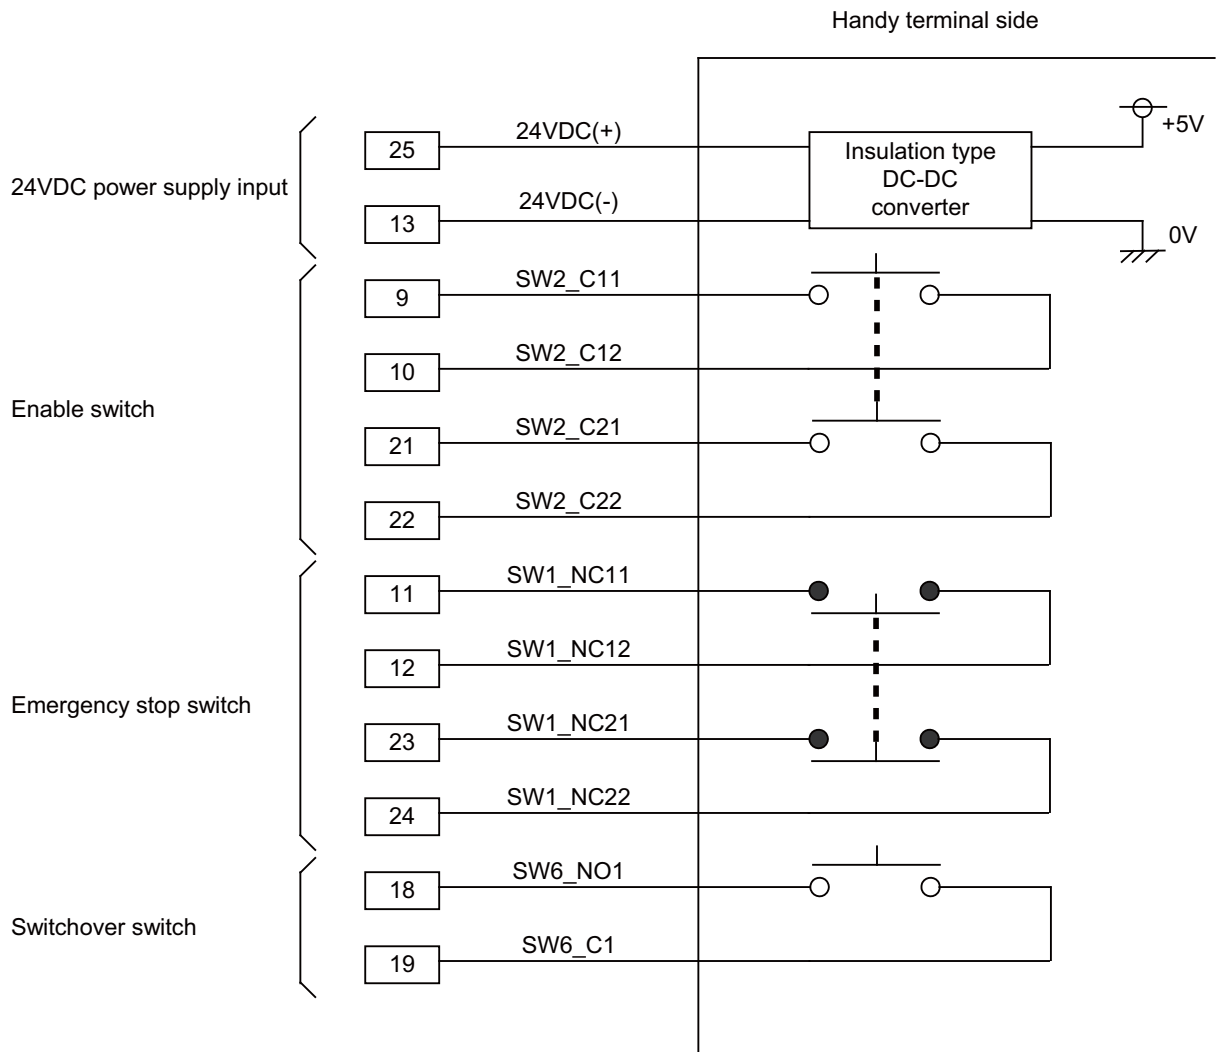 Handy terminal side
24VDC power supply input
25
24VDC(+)
13
24VDC(-)
Insulation type
DC-DC
converter
+5V
0V
Enable switch
9
SW2_C11
10
SW2_C12
21
SW2_C21
22
SW2_C22
Emergency stop switch
11
SW1_NC11
12
SW1_NC12
23
SW1_NC21
24
SW1_NC22
Switchover switch
18
SW6_NO1
19
SW6_C1